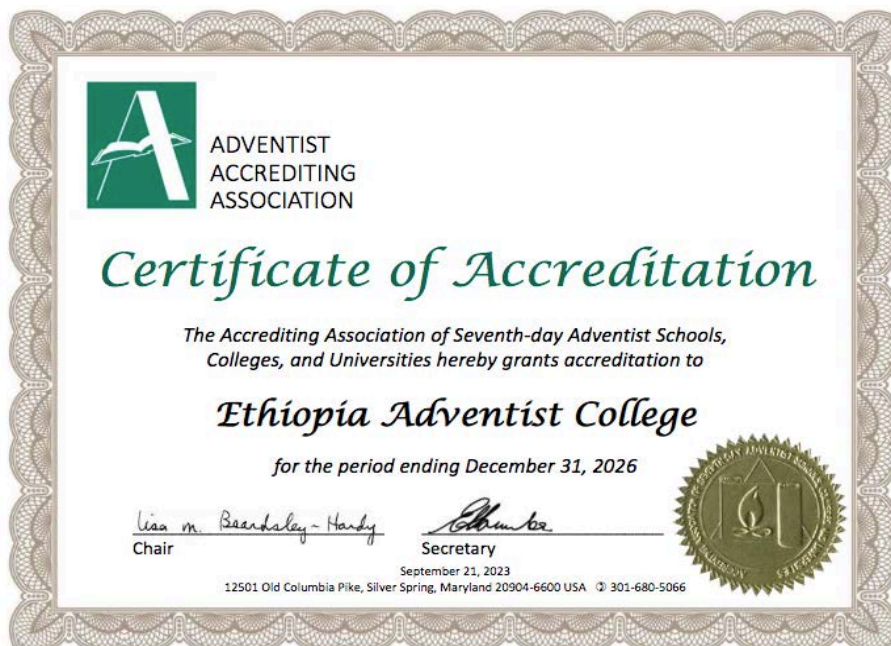 ADVENTIST
ACCREDITING
ASSOCIATION
Certificate of Accreditation
The Accrediting Association of Seventh-day Adventist Schools,
Colleges, and Universities hereby grants accreditation to
Ethiopia Adventist College
for the period ending December 31, 2026
Lisa M. Beardsley-Hardy
Chair
Secretary
September 21, 2023
12501 Old Columbia Pike, Silver Spring, Maryland 20904-6600 USA ✆ 301-680-5066